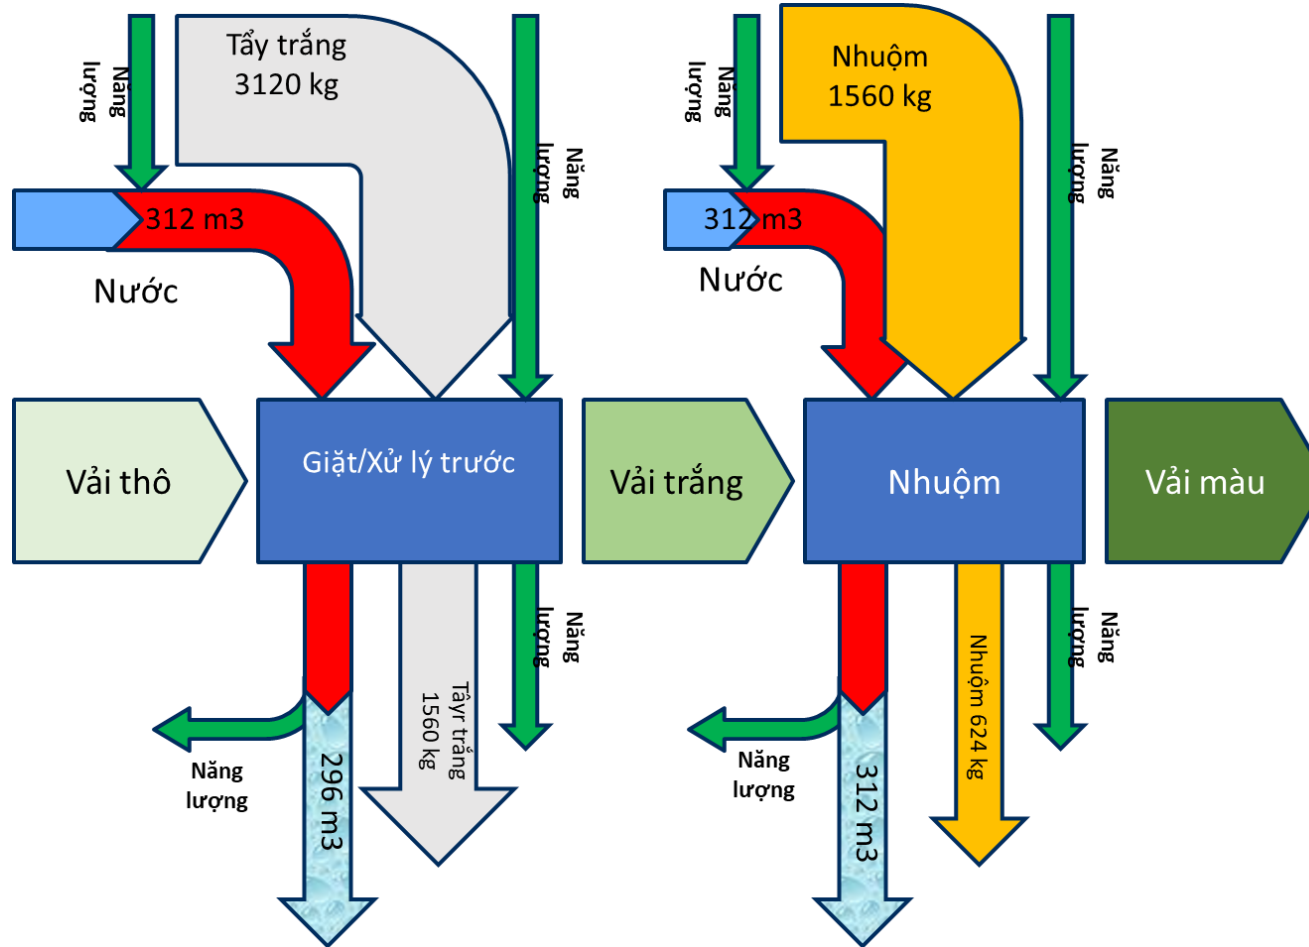 Năng
lượng
Tẩy trắng
3120 kg
Năng
lượng
312 m3
Nước
Năng
lượng
Nhuộm
1560 kg
Năng
lượng
312 m3
Nước
Vải thô
Giặt/Xử lý trước
Vải trắng
Nhuộm
Vải màu
Năng
lượng
Tâyr trắng
1560 kg
Năng
lượng
296 m3
Năng
lượng
Nhuộm 624 kg
Năng
lượng
312 m3